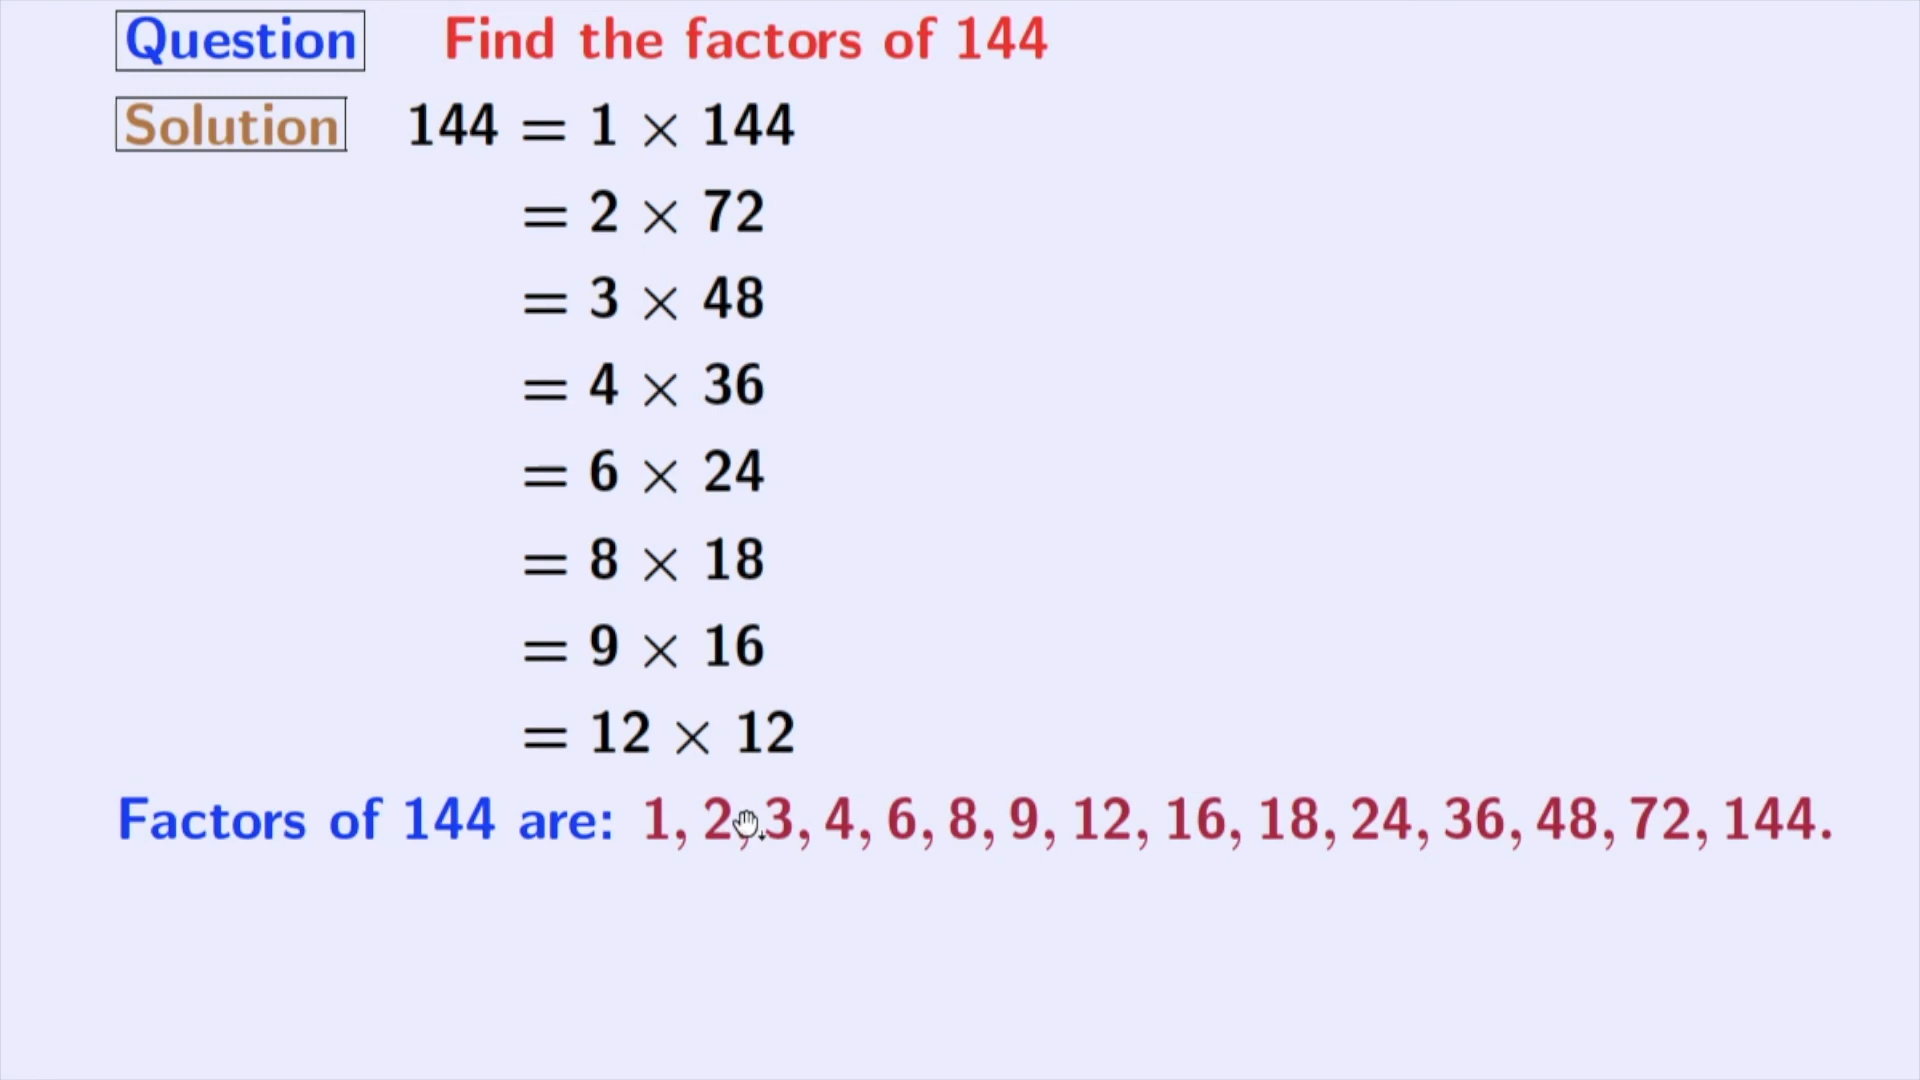 Question Find the factors of 144
Solution 144 = 1 × 144
= 2 × 72
= 3 × 48
= 4 × 36
= 6 × 24
= 8 × 18
= 9 × 16
= 12 × 12
Factors of 144 are: 1, 2, 3, 4, 6, 8, 9, 12, 16, 18, 24, 36, 48, 72, 144.